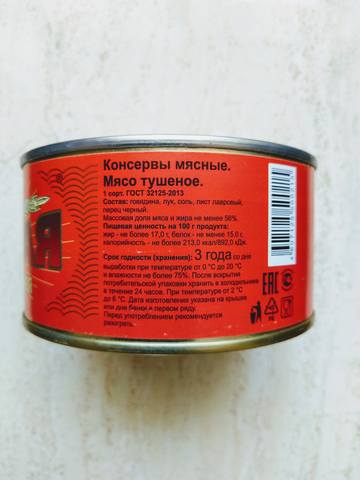 Консервы мясные.
Мясо тушеное.
1 сорт. ГОСТ 32125-2013
Состав: говядина, лук, соль, лист лавровый,
перец черный.
Массовая доля мяса и жира не менее 56%.
Пищевая ценность на 100 г продукта:
жир - не более 17,0 г, белок - не менее 15,0 г,
калорийность - не более 213,0 ккал/892,0 кДж.
Срок годности (хранения): 3 года со дня
выработки при температуре от 0 °С до 20 °С
и влажности не более 75%. После вскрытия
потребительской упаковки хранить в холодильнике
в течение 24 часов. При температуре от 2 °С
до 6 °С. Дата изготовления указана на крышке
или дне банки в первом ряду.
Перед употреблением рекомендуется
разогреть.
ЕАС